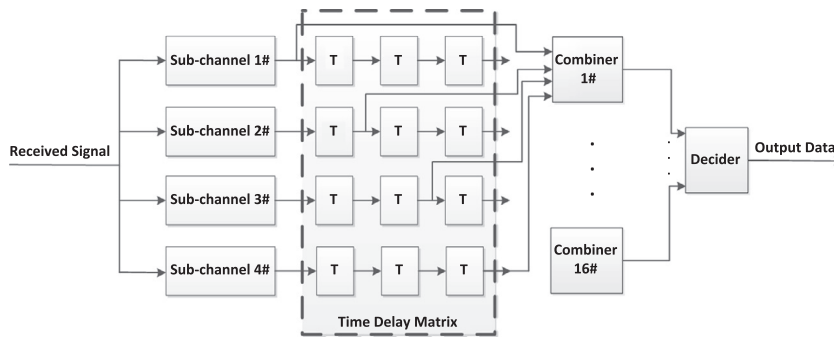 Received Signal
Sub-channel 1#
Sub-channel 2#
Sub-channel 3#
Sub-channel 4#
T T T
T T T
T T T
T T T
Time Delay Matrix
Combiner
1#
Combiner
16#
Decider
Output Data